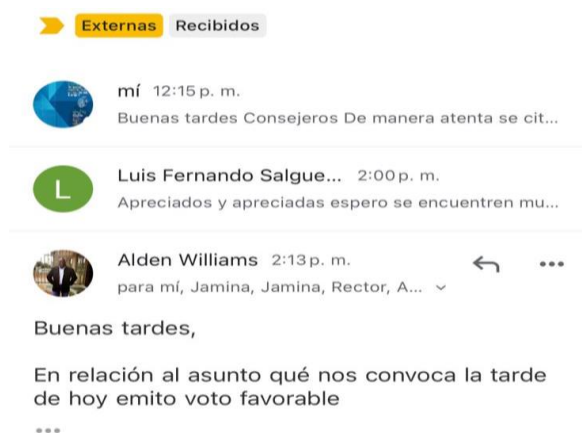 Externas Recibidos
mí 12:15 p. m.
Buenas tardes Consejeros De manera atenta se cit...
L
Luis Fernando Salgue... 2:00 p. m.
Apreciados y apreciadas espero se encuentren mu...
Alden Williams 2:13 p. m.
para mí, Jamina, Jamina, Rector, A...
Buenas tardes,
En relación al asunto qué nos convoca la tarde
de hoy emito voto favorable